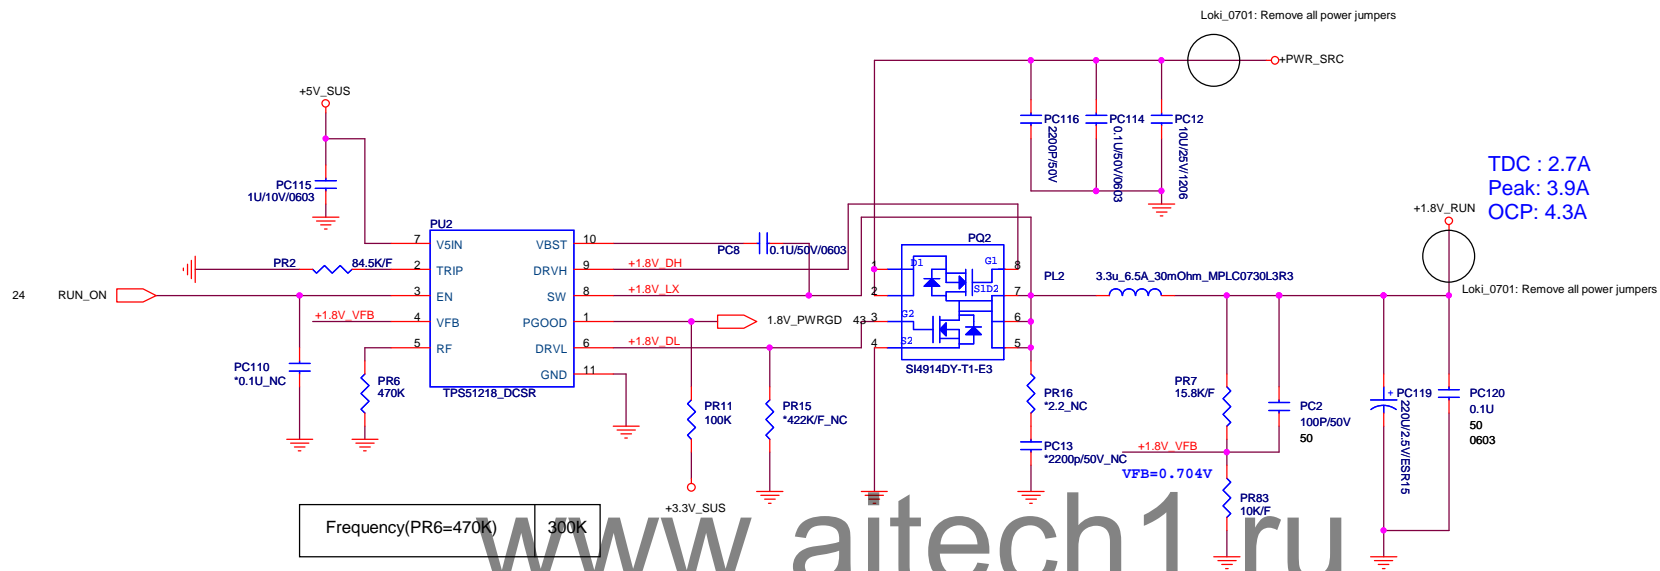 Loki_0701: Remove all power jumpers
+PWR_SRC
+5V_SUS
PC116
2200P/50V
PC114
0.1U/50V/0603
PC12
10U/25V/1206
TDC : 2.7A
Peak: 3.9A
OCP: 4.3A
PC115
1U/10V/0603
+1.8V_RUN
Loki_0701: Remove all power jumpers
PU2
7 V5IN
2 TRIP
3 EN
4 VFB
5 RF
VBST 10
DRVH 9
SW 8
PGOOD 1
DRVL 6
GND 11
TPS51218_DCSR
PR2
84.5K/F
24 RUN_ON
+1.8V_VFB
PC110
*0.1U_NC
PR6
470K
PC8
0.1U/50V/0603
+1.8V_DH
+1.8V_LX
1.8V_PWRGD 43
+1.8V_DL
PQ2
1 D1
2
3 G2
4 S2
G1 8
S1D2 7
6
5
SI4914DY-T1-E3
PL2
3.3u_6.5A_30mOhm_MPLC0730L3R3
PR11
100K
PR15
*422K/F_NC
+3.3V_SUS
PR16
*2.2_NC
PC13
*2200p/50V_NC
PR7
15.8K/F
PC2
100P/50V
50
+1.8V_VFB
VFB=0.704V
PR83
10K/F
+
PC119
220U/2.5V/ESR15
PC120
0.1U
50
0603
Frequency(PR6=470K) 300K
www.aitech1.ru